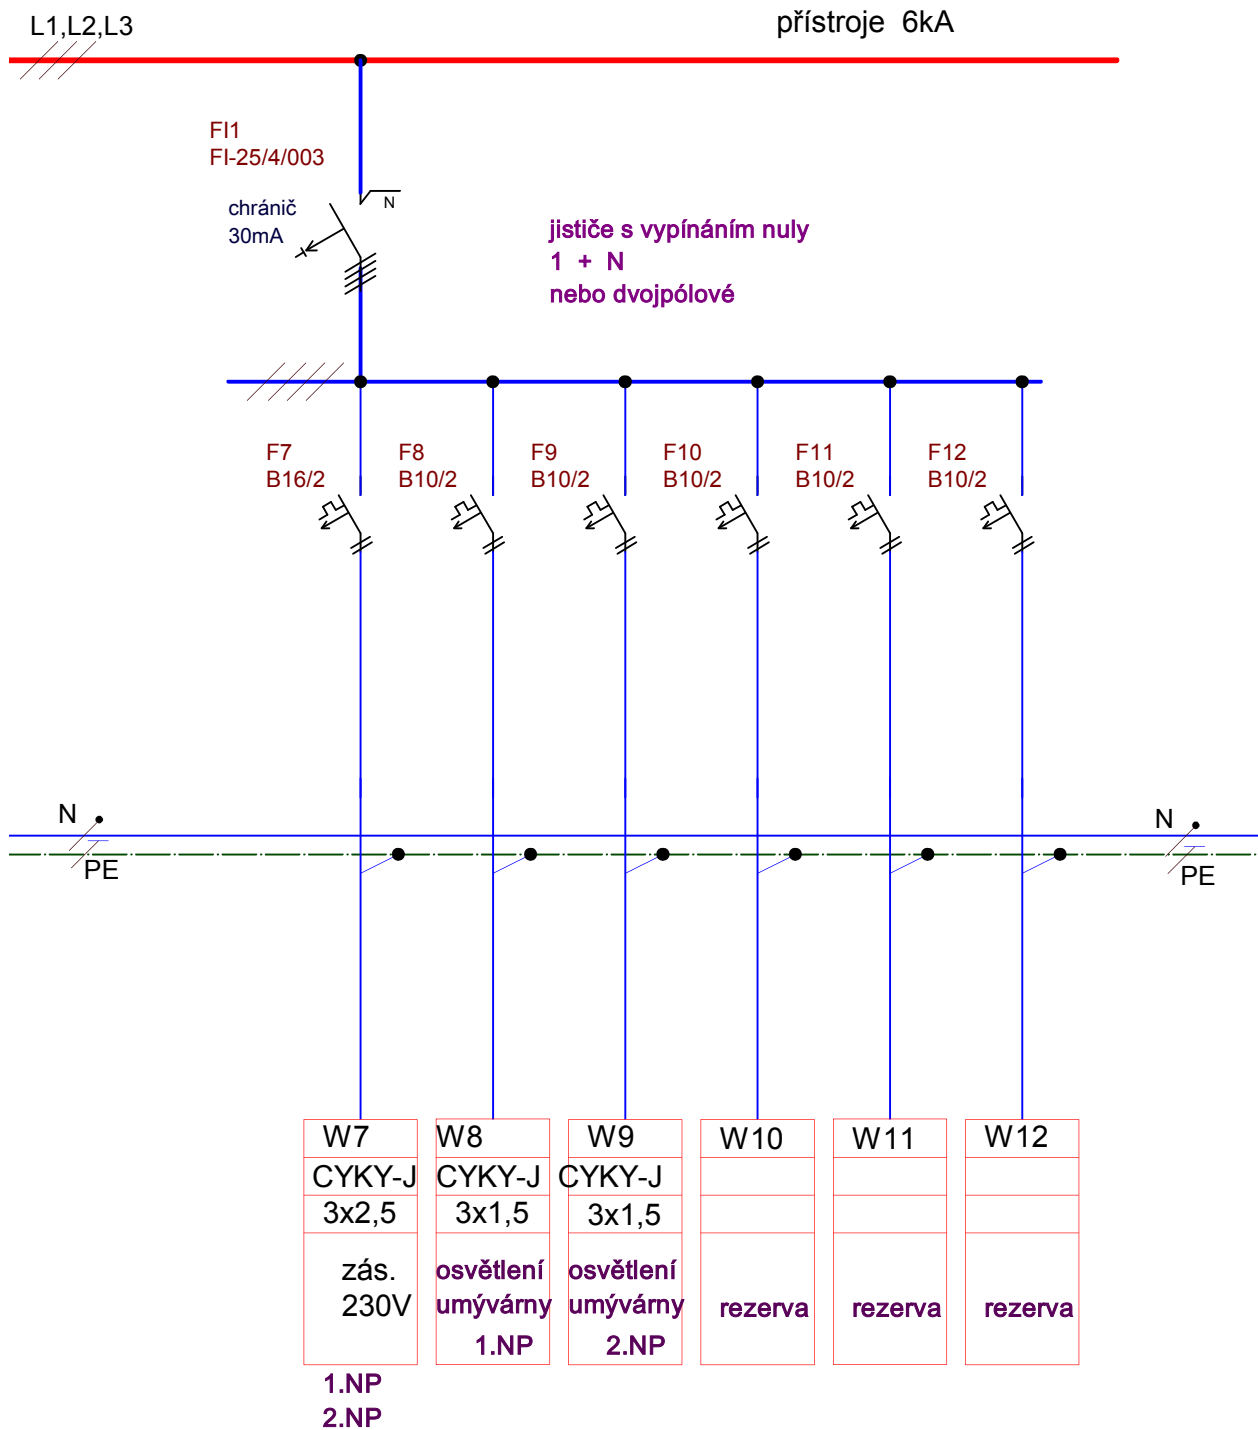 L1,L2,L3
přístroje 6kA
FI1
FI-25/4/003
chránič
30mA
N
jističe s vypínáním nuly
1 + N
nebo dvojpólové
F7
B16/2
F8
B10/2
F9
B10/2
F10
B10/2
F11
B10/2
F12
B10/2
N
PE
N
PE
W7
CYKY-J
3x2,5
zás.
230V
1.NP
2.NP
W8
CYKY-J
3x1,5
osvětlení
umývárny
1.NP
W9
CYKY-J
3x1,5
osvětlení
umývárny
2.NP
W10
rezerva
W11
rezerva
W12
rezerva